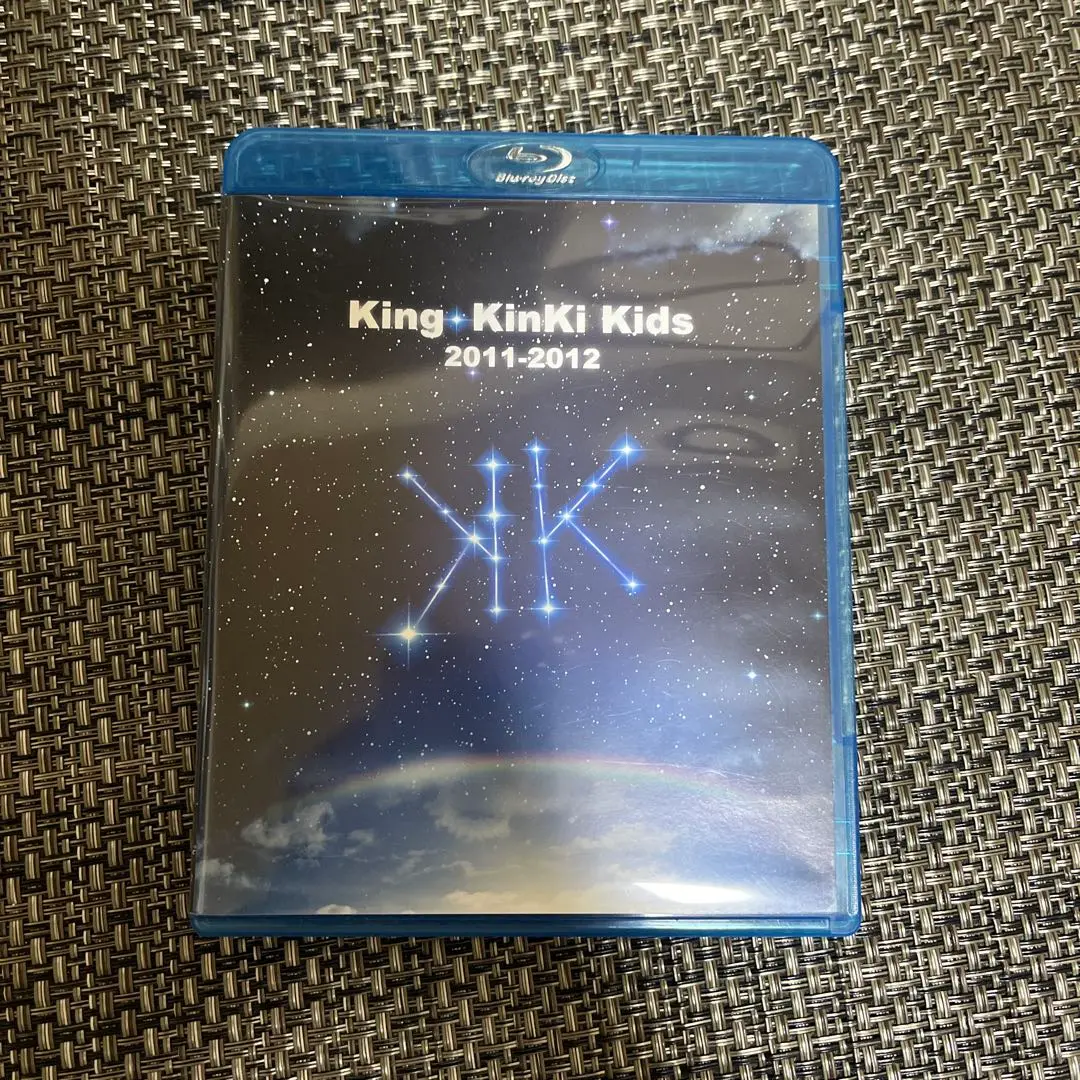 Blu-ray Disc
King KinKi Kids
2011-2012
KK